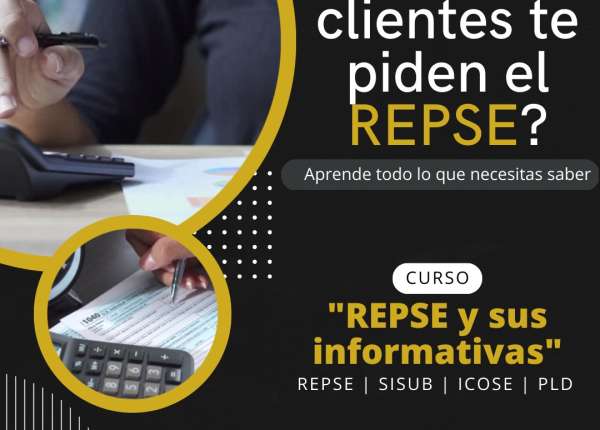 clientes te
piden el
REPSE?
Aprende todo lo que necesitas saber
CURSO
"REPSE y sus
informativas"
REPSE | SISUB | ICOSE | PLD
1040